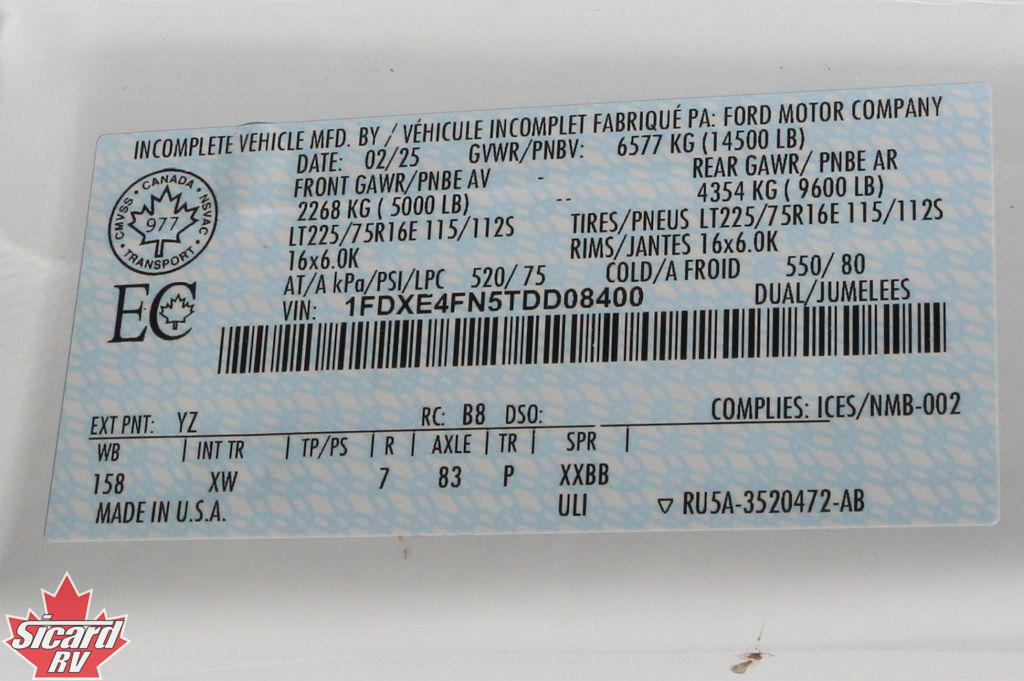 INCOMPLETE VEHICLE MFD. BY / VÉHICULE INCOMPLET FABRIQUÉ PA: FORD MOTOR COMPANY
DATE: 02/25 GVWR/PNBV: 6577 KG (14500 LB)
FRONT GAWR/PNBE AV - REAR GAWR/ PNBE AR
2268 KG ( 5000 LB) -- 4354 KG ( 9600 LB)
LT225/75R16E 115/112S TIRES/PNEUS LT225/75R16E 115/112S
16x6.0K RIMS/JANTES 16x6.0K
AT/A kPa/PSI/LPC 520/ 75 COLD/A FROID 550/ 80
VIN: 1FDXE4FN5TDD08400 DUAL/JUMELEES
CANADA
CMVSS 977 NSVAC
TRANSPORT
EC
EXT PNT: YZ RC: B8 DSO: COMPLIES: ICES/NMB-002
WB | INT TR | TP/PS | R | AXLE | TR | SPR |
158 XW 7 83 P XXBB
MADE IN U.S.A. ULI ▽ RU5A-3520472-AB
Sicard
RV